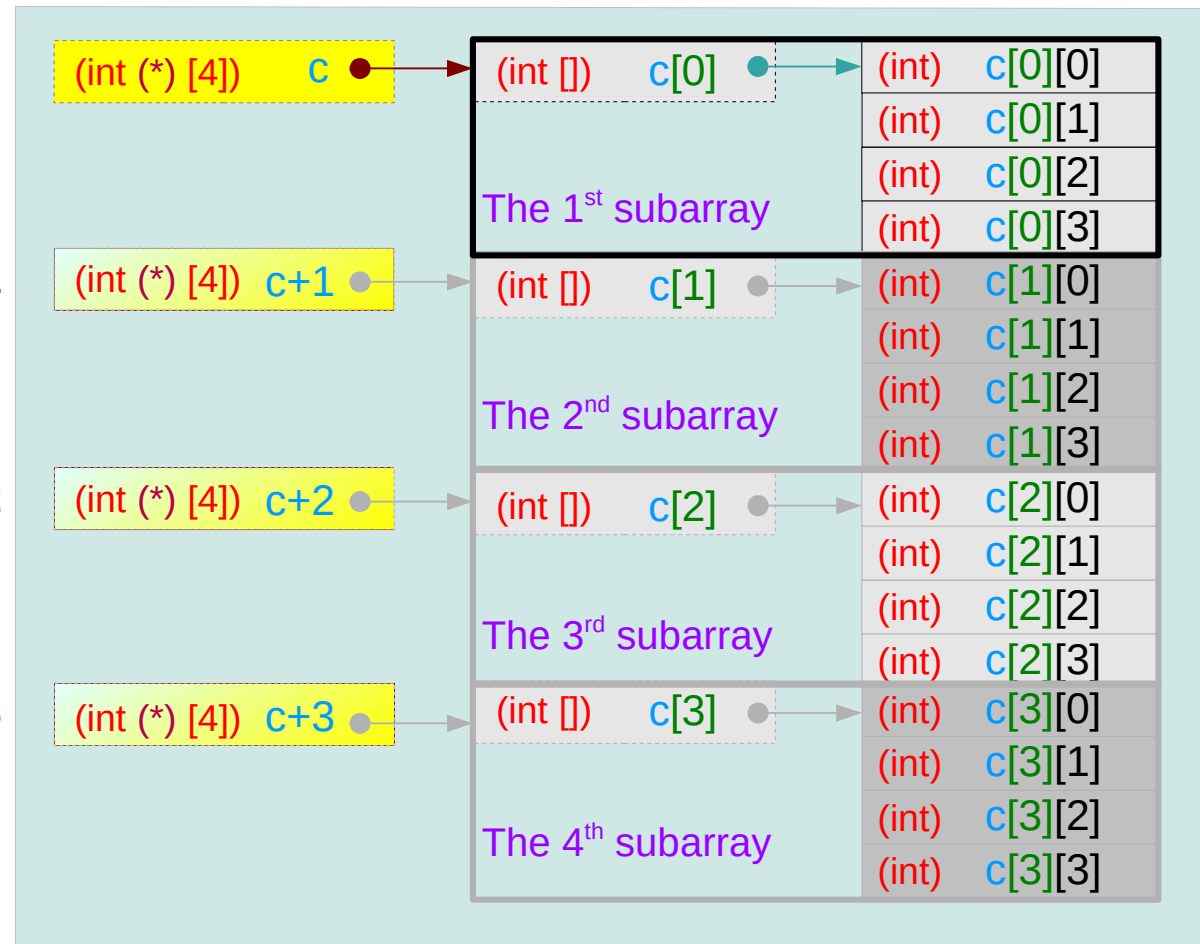 (int (*) [4]) c (int []) c[0] (int) c[0][0]
(int) c[0][1]
(int) c[0][2]
The 1st subarray
(int) c[0][3]
(int (*) [4]) c+1 (int []) c[1] (int) c[1][0]
(int) c[1][1]
(int) c[1][2]
The 2nd subarray
(int) c[1][3]
(int (*) [4]) c+2 (int []) c[2] (int) c[2][0]
(int) c[2][1]
(int) c[2][2]
The 3rd subarray
(int) c[2][3]
(int (*) [4]) c+3 (int []) c[3] (int) c[3][0]
(int) c[3][1]
(int) c[3][2]
The 4th subarray
(int) c[3][3]